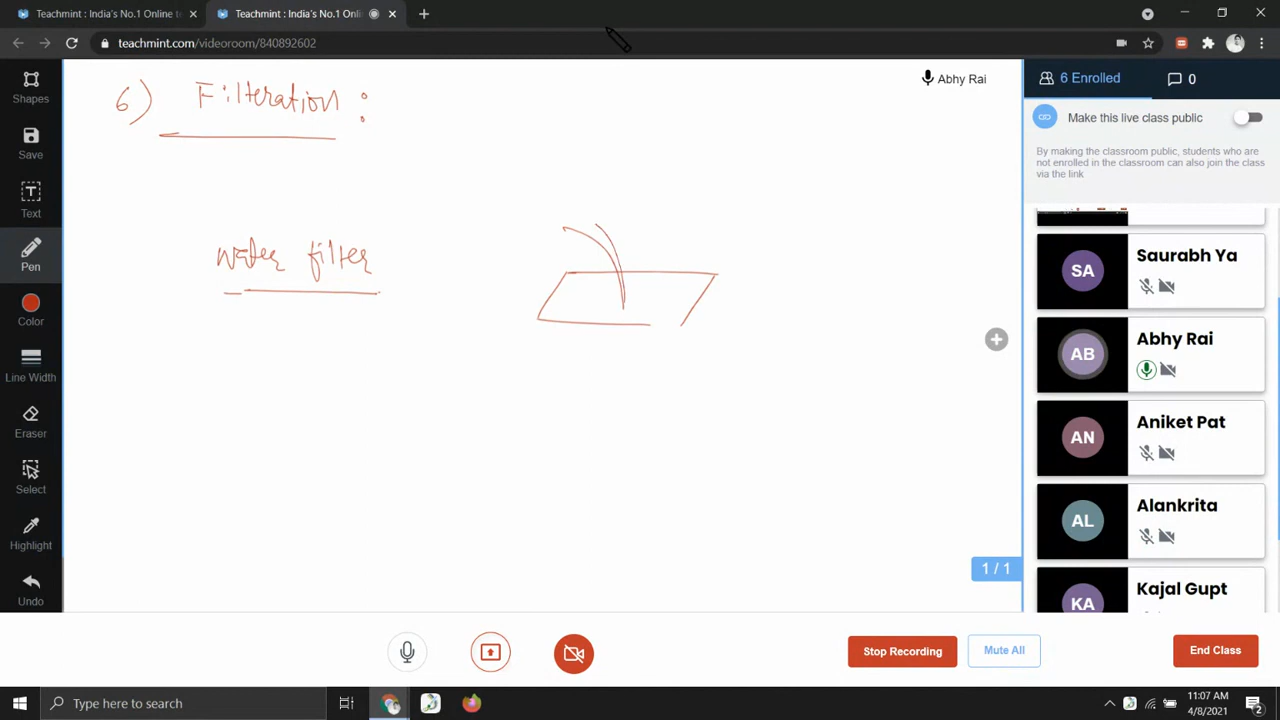 Teachmint : India's No.1 Online t
Teachmint : India's No.1 Onli
teachmint.com/videoroom/840892602
Shapes
Save
Text
Pen
Color
Line Width
Eraser
Select
Highlight
Undo
6) Filteration :
water filter
Abhy Rai
1 / 1
6 Enrolled
0
Make this live class public
By making the classroom public, students who are
not enrolled in the classroom can also join the class
via the link
SA
Saurabh Ya
AB
Abhy Rai
AN
Aniket Pat
AL
Alankrita
KA
Kajal Gupt
Stop Recording
Mute All
End Class
Type here to search
11:07 AM
4/8/2021
2